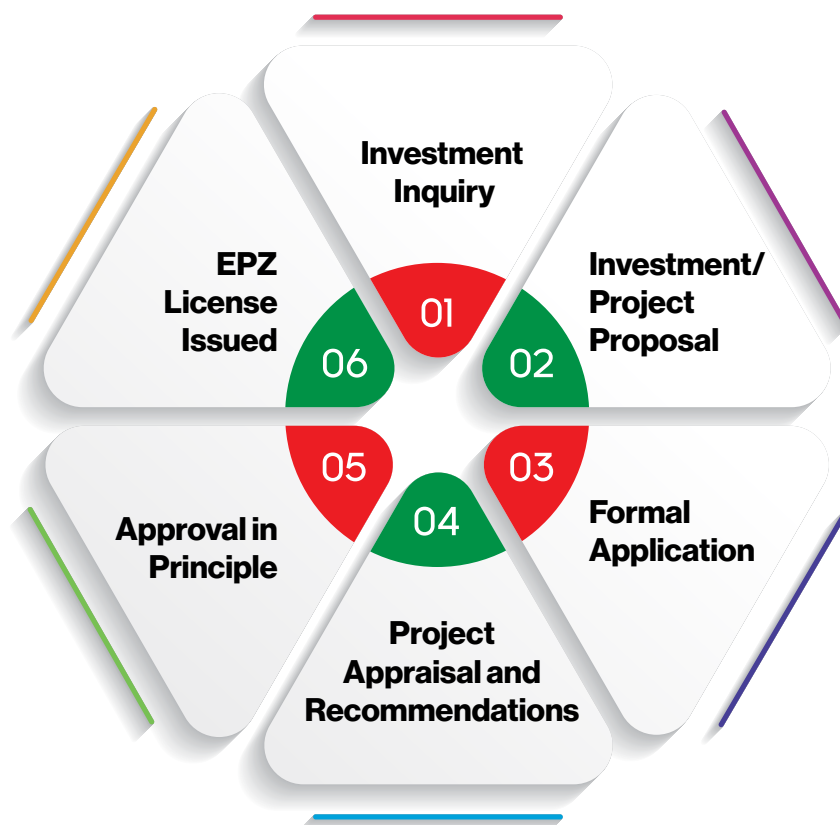 01
Investment
Inquiry
02
Investment/
Project
Proposal
03
Formal
Application
04
Project
Appraisal and
Recommendations
05
Approval in
Principle
06
EPZ
License
Issued